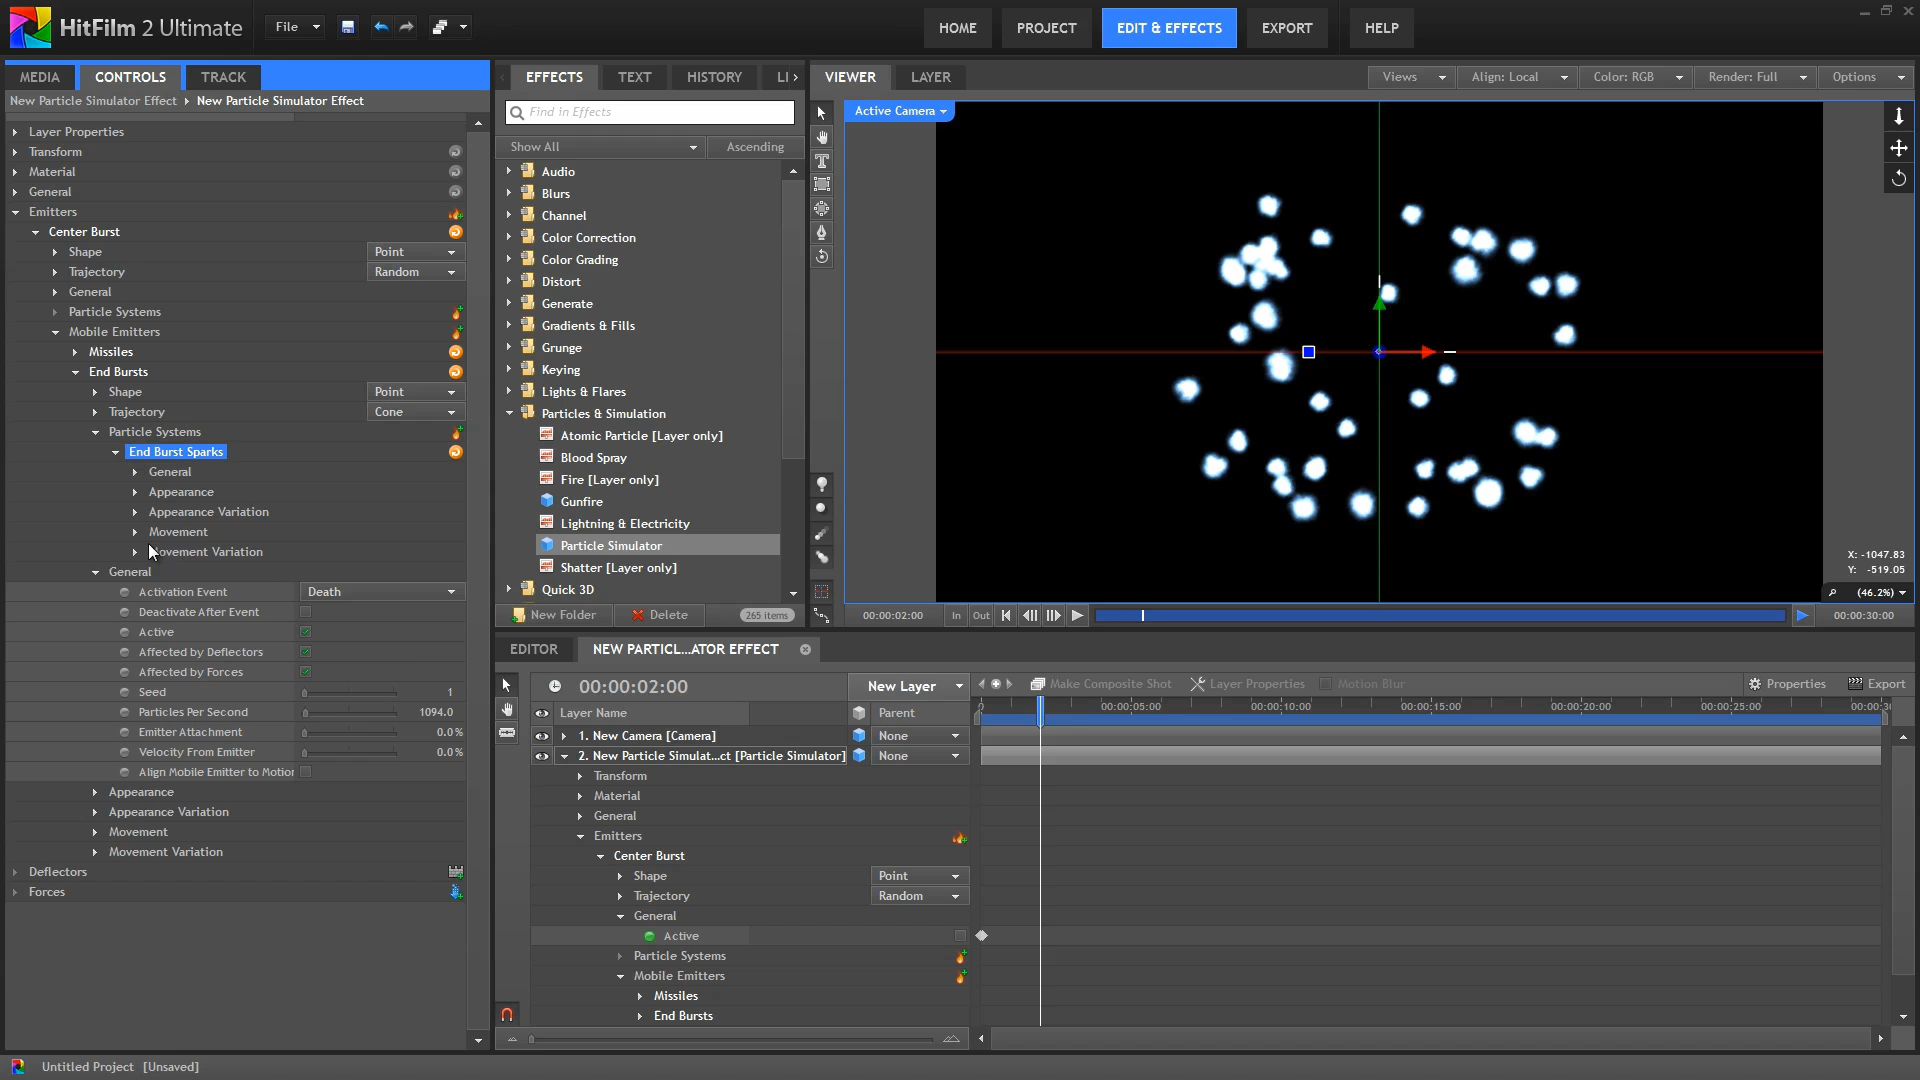 HitFilm 2 Ultimate
File
HOME
PROJECT
EDIT & EFFECTS
EXPORT
HELP
MEDIA
CONTROLS
TRACK
New Particle Simulator Effect
New Particle Simulator Effect
Layer Properties
Transform
Material
General
Emitters
Center Burst
Shape
Point
Trajectory
Random
General
Particle Systems
Mobile Emitters
Missiles
End Bursts
Shape
Point
Trajectory
Cone
Particle Systems
End Burst Sparks
General
Appearance
Appearance Variation
Movement
Movement Variation
General
Activation Event
Death
Deactivate After Event
Active
Affected by Deflectors
Affected by Forces
Seed
1
Particles Per Second
1094.0
Emitter Attachment
0.0%
Velocity From Emitter
0.0%
Align Mobile Emitter to Motior
Appearance
Appearance Variation
Movement
Movement Variation
Deflectors
Forces
EFFECTS
TEXT
HISTORY
LI
Find in Effects
Show All
Ascending
Audio
Blurs
Channel
Color Correction
Color Grading
Distort
Generate
Gradients & Fills
Grunge
Keying
Lights & Flares
Particles & Simulation
Atomic Particle [Layer only]
Blood Spray
Fire [Layer only]
Gunfire
Lightning & Electricity
Particle Simulator
Shatter [Layer only]
Quick 3D
New Folder
Delete
265 items
VIEWER
LAYER
Views
Align: Local
Color: RGB
Render: Full
Options
Active Camera
X: -1047.83
Y: -519.05
(46.2%)
00:00:02:00
In
Out
00:00:30:00
EDITOR
NEW PARTICL...ATOR EFFECT
00:00:02:00
New Layer
Make Composite Shot
Layer Properties
Motion Blur
Properties
Export
Layer Name
Parent
0
00:00:05:00
00:00:10:00
00:00:15:00
00:00:20:00
00:00:25:00
00:00:3
1. New Camera [Camera]
None
2. New Particle Simulat...ct [Particle Simulator]
None
Transform
Material
General
Emitters
Center Burst
Shape
Point
Trajectory
Random
General
Active
Particle Systems
Mobile Emitters
Missiles
End Bursts
Untitled Project [Unsaved]